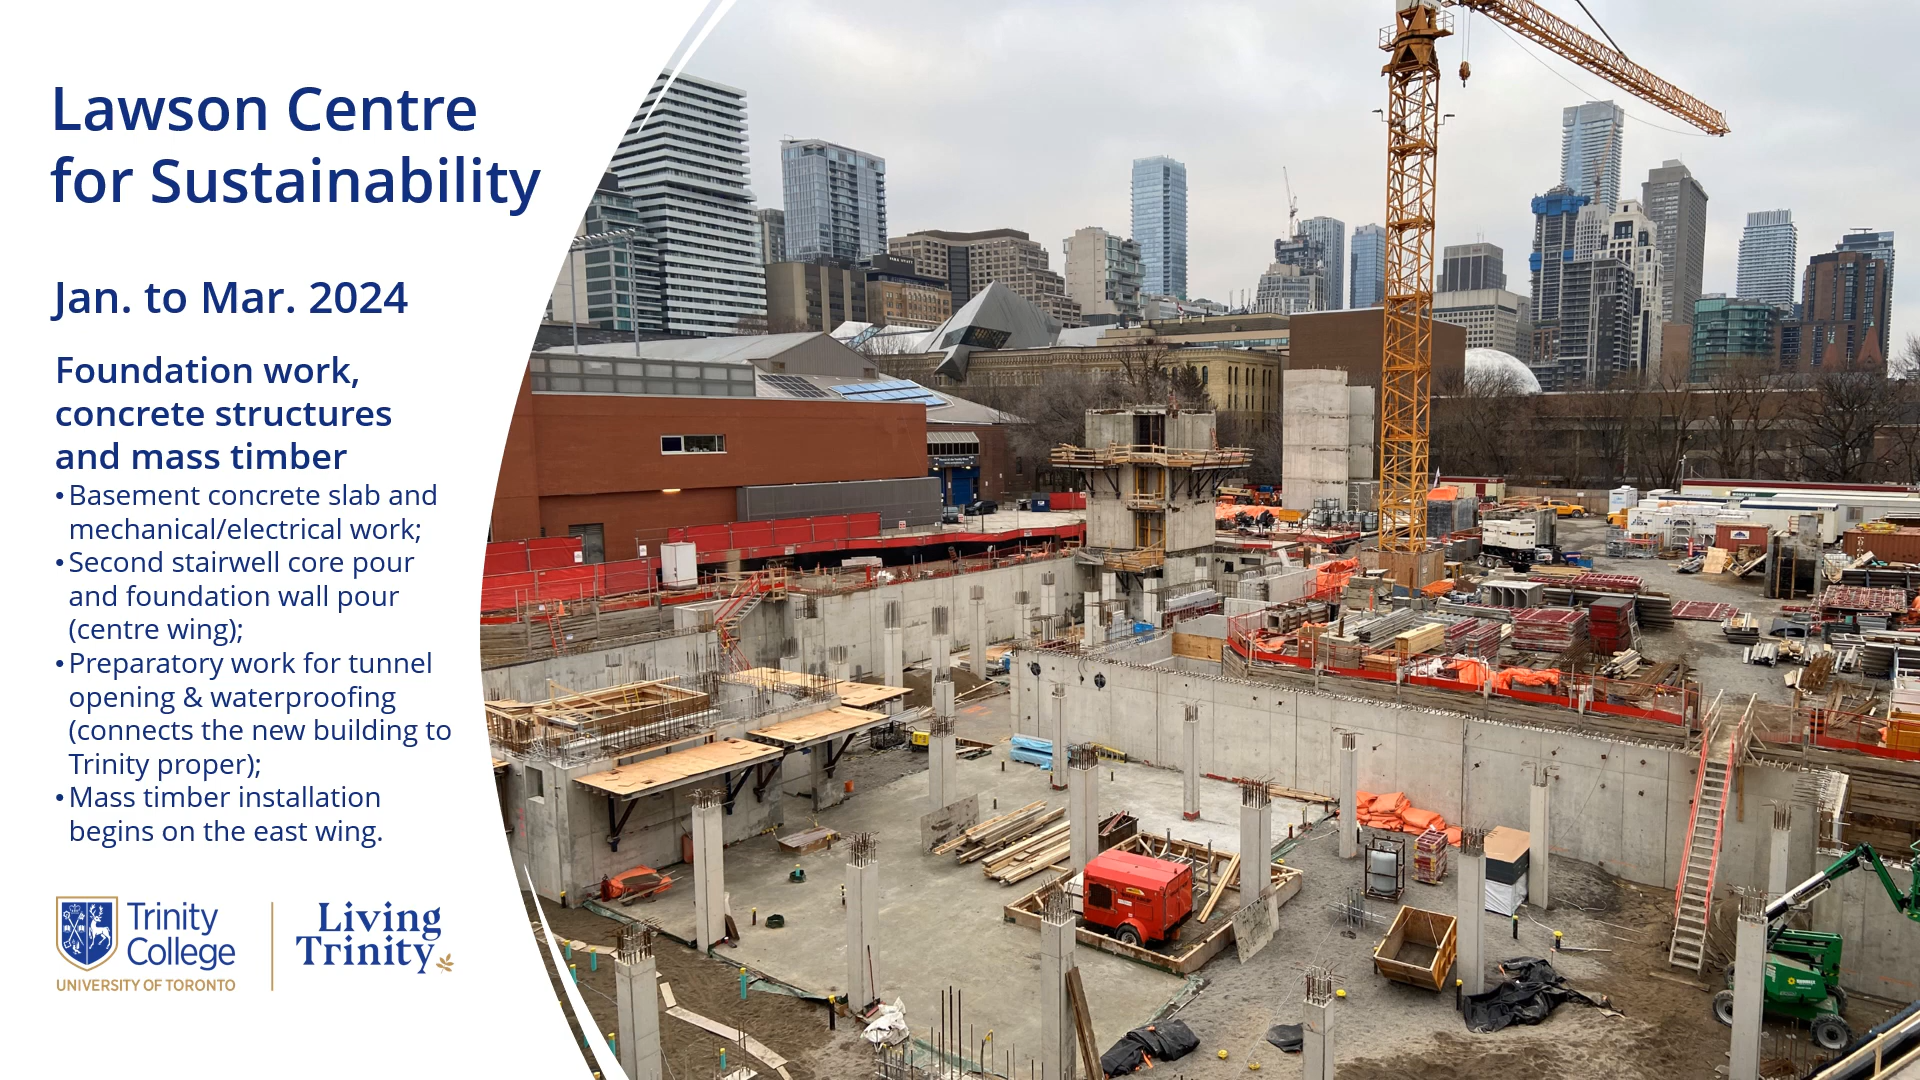 Lawson Centre
for Sustainability
Jan. to Mar. 2024
Foundation work,
concrete structures
and mass timber
• Basement concrete slab and
mechanical/electrical work;
• Second stairwell core pour
and foundation wall pour
(centre wing);
• Preparatory work for tunnel
opening & waterproofing
(connects the new building to
Trinity proper);
• Mass timber installation
begins on the east wing.
Trinity
College
UNIVERSITY OF TORONTO
Living
Trinity